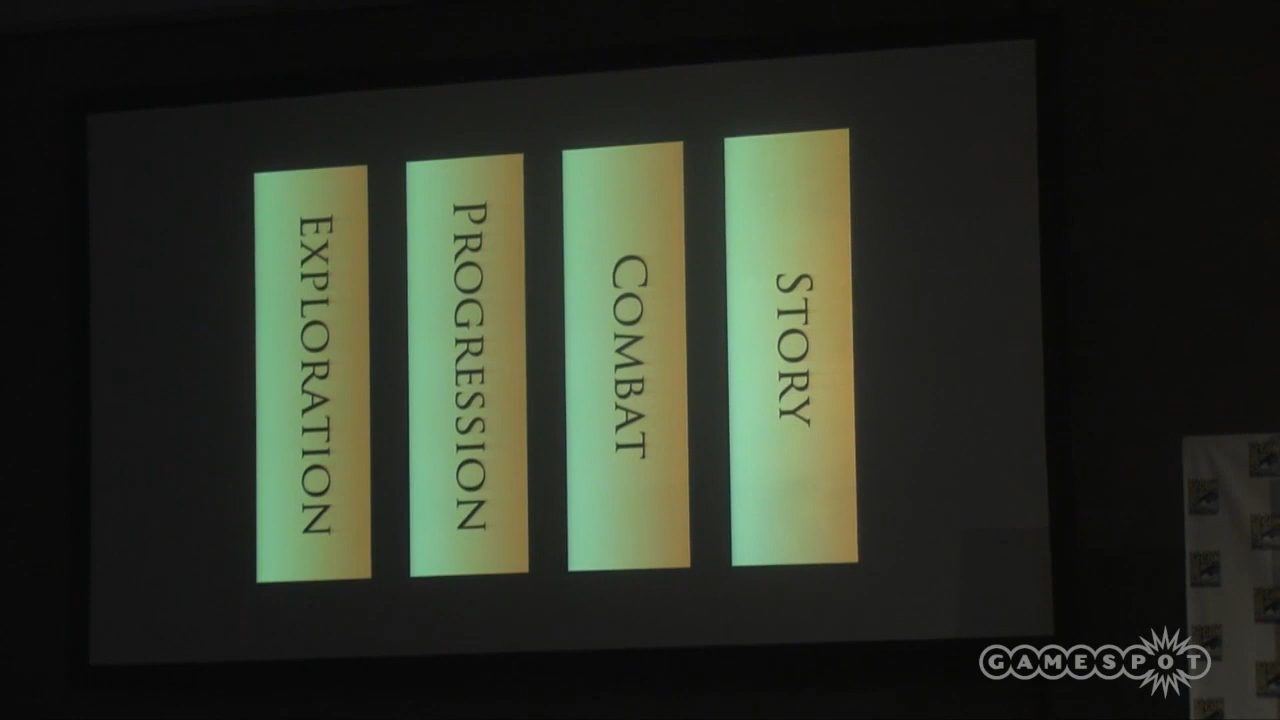 EXPLORATION
PROGRESSION
COMBAT
STORY
GAMESPOT